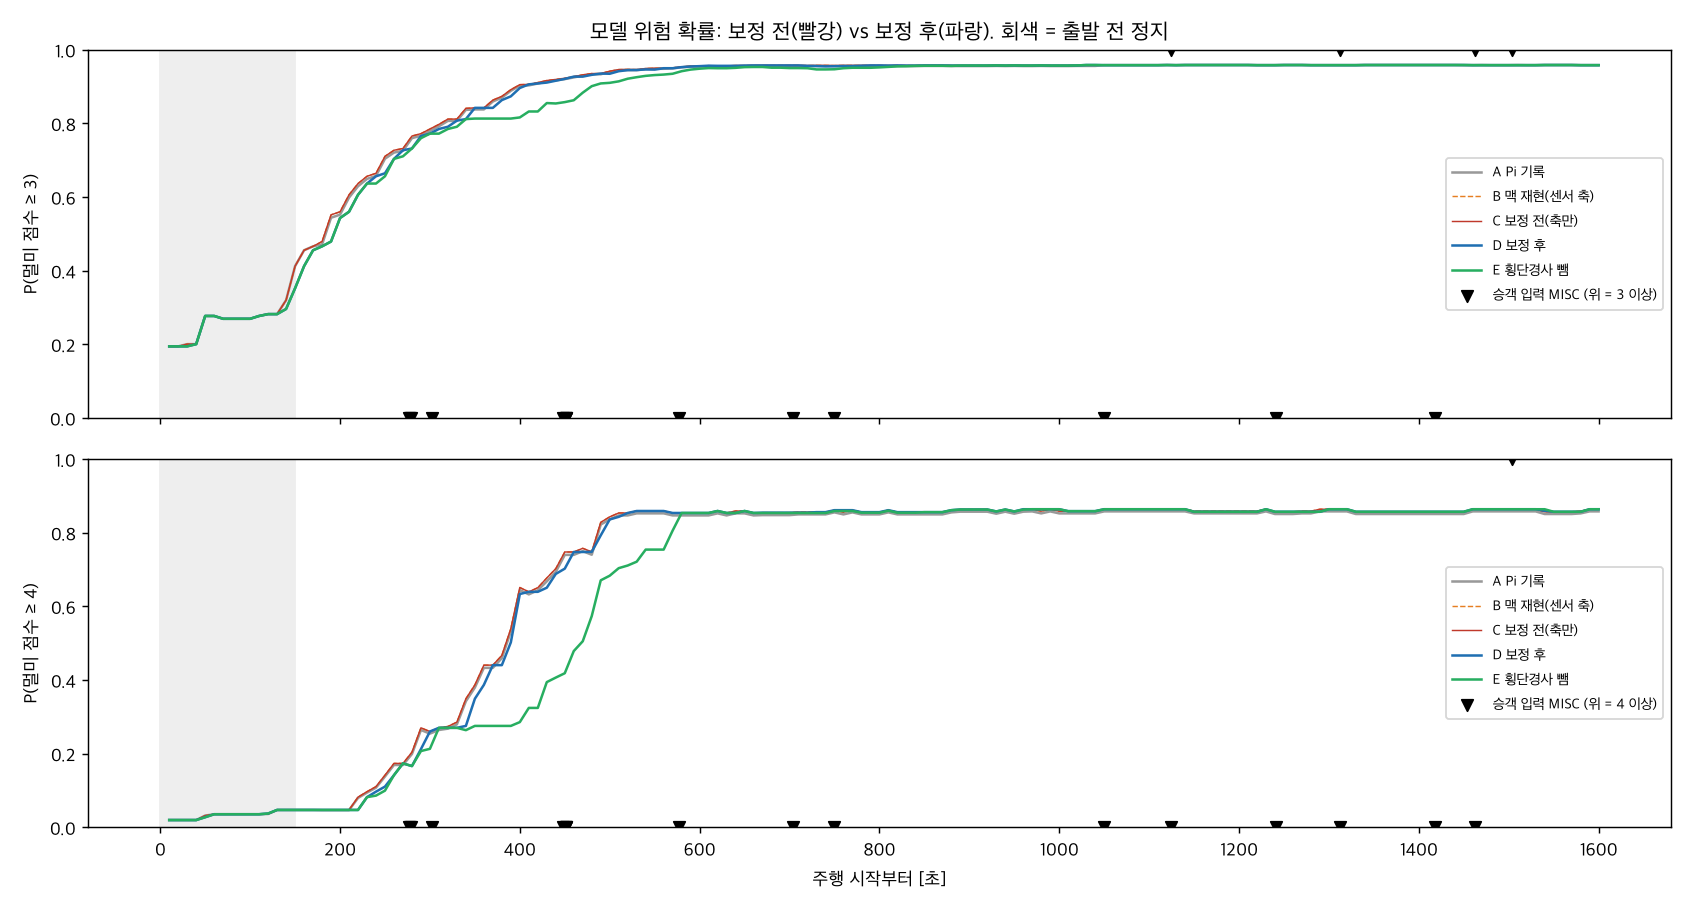 모델 위험 확률: 보정 전(빨강) vs 보정 후(파랑). 회색 = 출발 전 정지
1.0
0.8
0.6
0.4
0.2
0.0
P(멀미 점수 ≥ 3)
A Pi 기록
B 맥 재현(센서 축)
C 보정 전(축만)
D 보정 후
E 횡단경사 뺌
승객 입력 MISC (위 = 3 이상)
1.0
0.8
0.6
0.4
0.2
0.0
P(멀미 점수 ≥ 4)
A Pi 기록
B 맥 재현(센서 축)
C 보정 전(축만)
D 보정 후
E 횡단경사 뺌
승객 입력 MISC (위 = 4 이상)
0 200 400 600 800 1000 1200 1400 1600
주행 시작부터 [초]